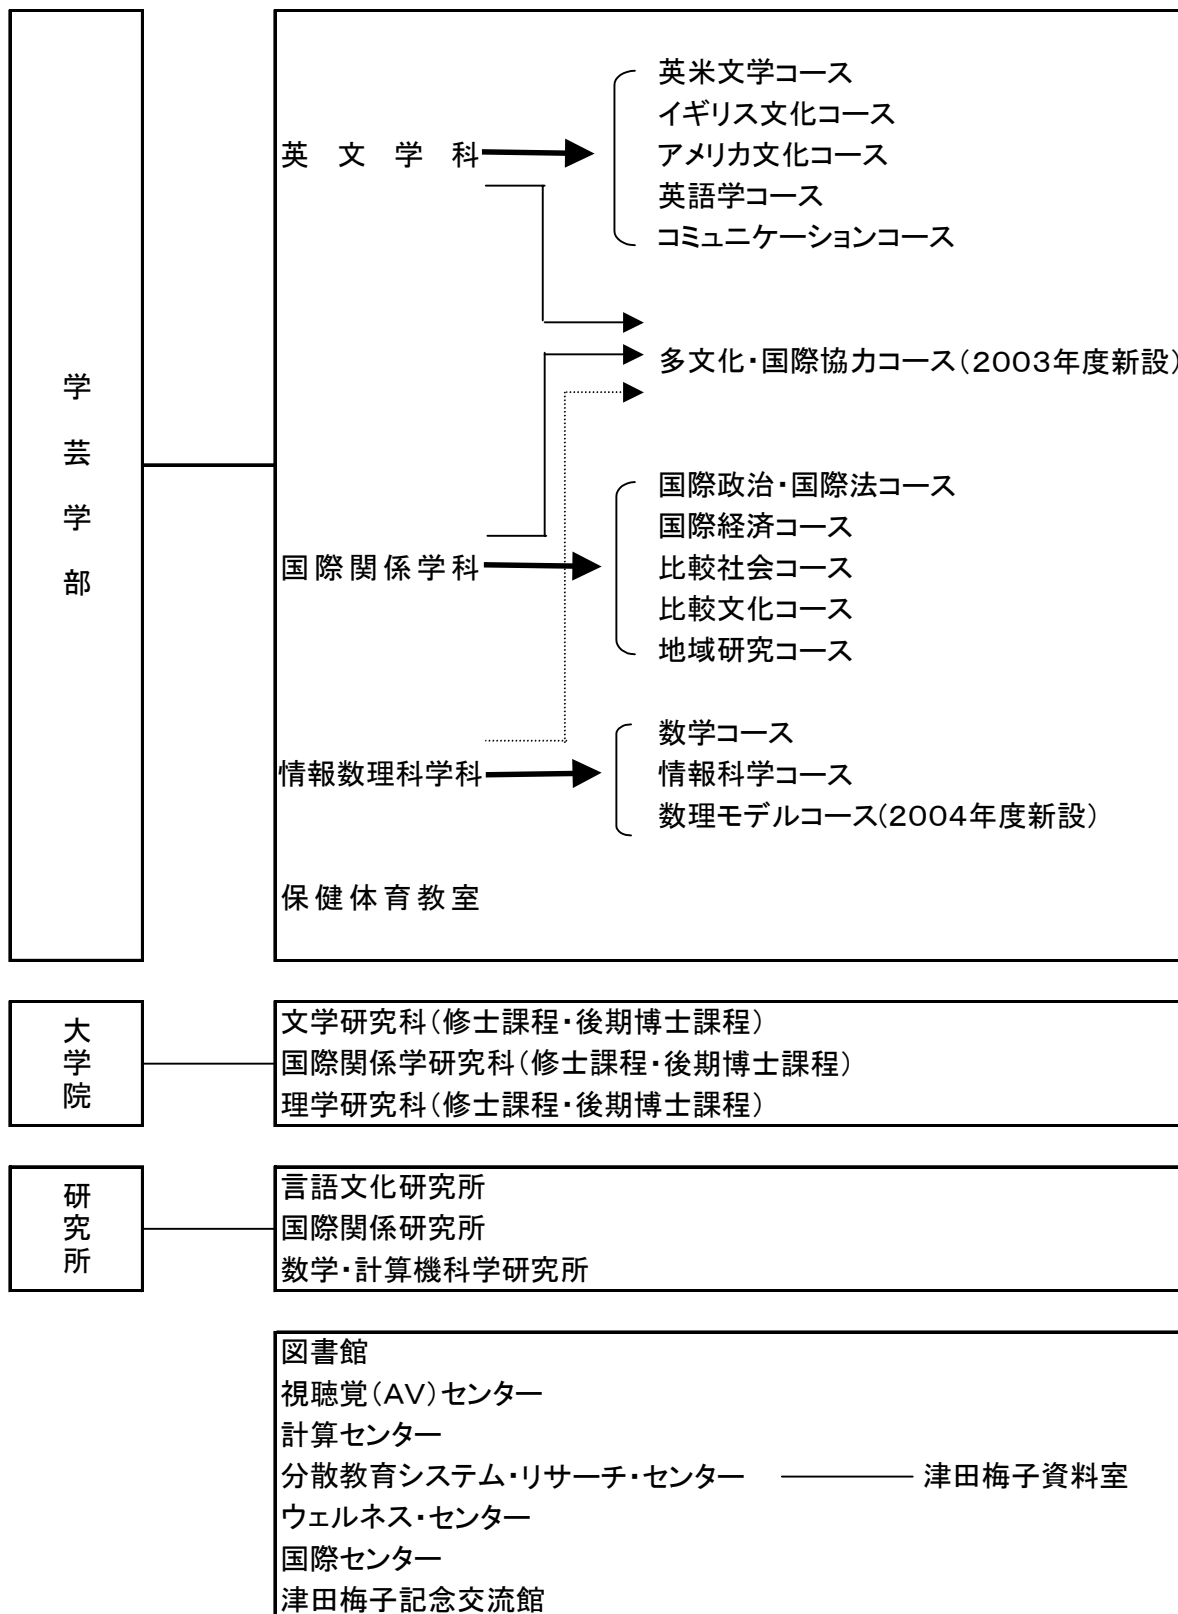 学芸学部
英文学科
英米文学コース
イギリス文化コース
アメリカ文化コース
英語学コース
コミュニケーションコース
多文化・国際協力コース(2003年度新設)
国際関係学科
国際政治・国際法コース
国際経済コース
比較社会コース
比較文化コース
地域研究コース
情報数理科学科
数学コース
情報科学コース
数理モデルコース(2004年度新設)
保健体育教室
大学院
文学研究科(修士課程・後期博士課程)
国際関係学研究科(修士課程・後期博士課程)
理学研究科(修士課程・後期博士課程)
研究所
言語文化研究所
国際関係研究所
数学・計算機科学研究所
図書館
視聴覚(AV)センター
計算センター
分散教育システム・リサーチ・センター 津田梅子資料室
ウェルネス・センター
国際センター
津田梅子記念交流館